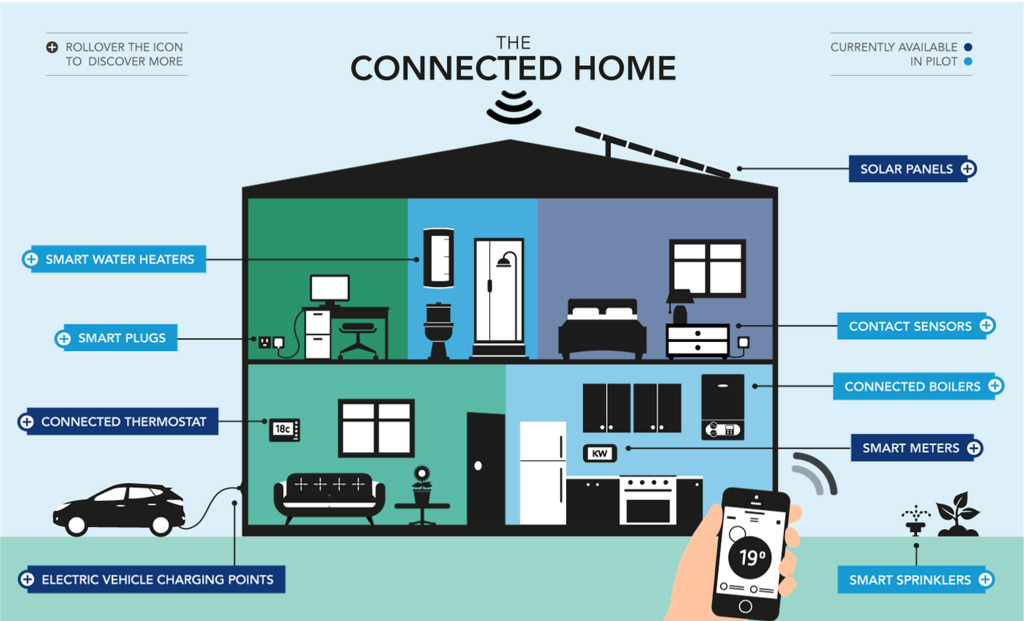 ROLLOVER THE ICON
TO DISCOVER MORE
THE
CONNECTED HOME
CURRENTLY AVAILABLE
IN PILOT
SOLAR PANELS
SMART WATER HEATERS
SMART PLUGS
CONTACT SENSORS
CONNECTED BOILERS
CONNECTED THERMOSTAT
18c
SMART METERS
KW
19º
ELECTRIC VEHICLE CHARGING POINTS
SMART SPRINKLERS